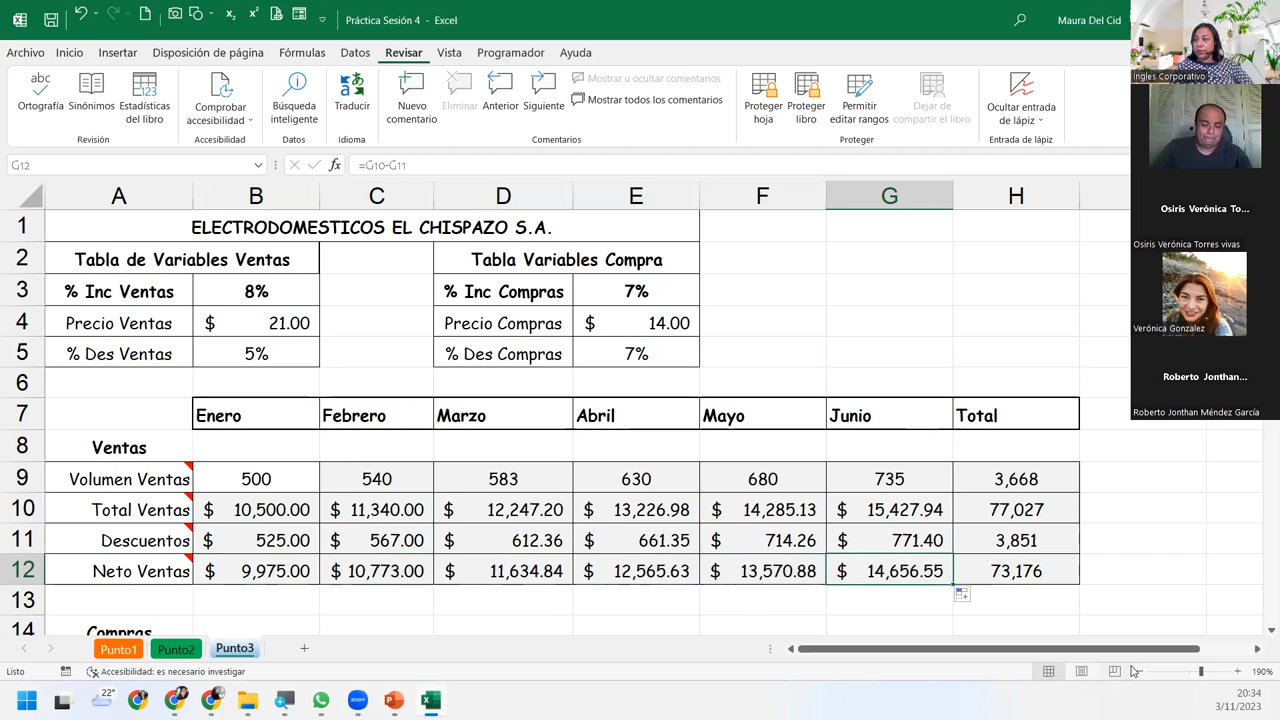 Práctica Sesión 4 - Excel
Maura Del Cid
Archivo Inicio Insertar Disposición de página Fórmulas Datos Revisar Vista Programador Ayuda
abc
Ortografía Sinónimos Estadísticas del libro
Revisión
Comprobar accesibilidad
Accesibilidad
Búsqueda inteligente
Datos
Traducir
Idioma
Nuevo comentario Eliminar Anterior Siguiente
Mostrar u ocultar comentarios
Mostrar todos los comentarios
Comentarios
Proteger hoja Proteger libro Permitir editar rangos Dejar de compartir el libro
Proteger
Ocultar entrada de lápiz
Entrada de lápiz
G12 fx =G10-G11
A B C D E F G H
1 ELECTRODOMESTICOS EL CHISPAZO S.A.
2 Tabla de Variables Ventas Tabla Variables Compra
3 % Inc Ventas 8% % Inc Compras 7%
4 Precio Ventas $ 21.00 Precio Compras $ 14.00
5 % Des Ventas 5% % Des Compras 7%
6
7 Enero Febrero Marzo Abril Mayo Junio Total
8 Ventas
9 Volumen Ventas 500 540 583 630 680 735 3,668
10 Total Ventas $ 10,500.00 $ 11,340.00 $ 12,247.20 $ 13,226.98 $ 14,285.13 $ 15,427.94 77,027
11 Descuentos $ 525.00 $ 567.00 $ 612.36 $ 661.35 $ 714.26 $ 771.40 3,851
12 Neto Ventas $ 9,975.00 $ 10,773.00 $ 11,634.84 $ 12,565.63 $ 13,570.88 $ 14,656.55 73,176
13
14 Compras
Punto1 Punto2 Punto3
Listo Accesibilidad: es necesario investigar 190%
22°
20:34
3/11/2023
Ingles Corporativo
Osiris Verónica To...
Osiris Verónica Torres vivas
Verónica Gonzalez
Roberto Jonthan...
Roberto Jonthan Méndez García